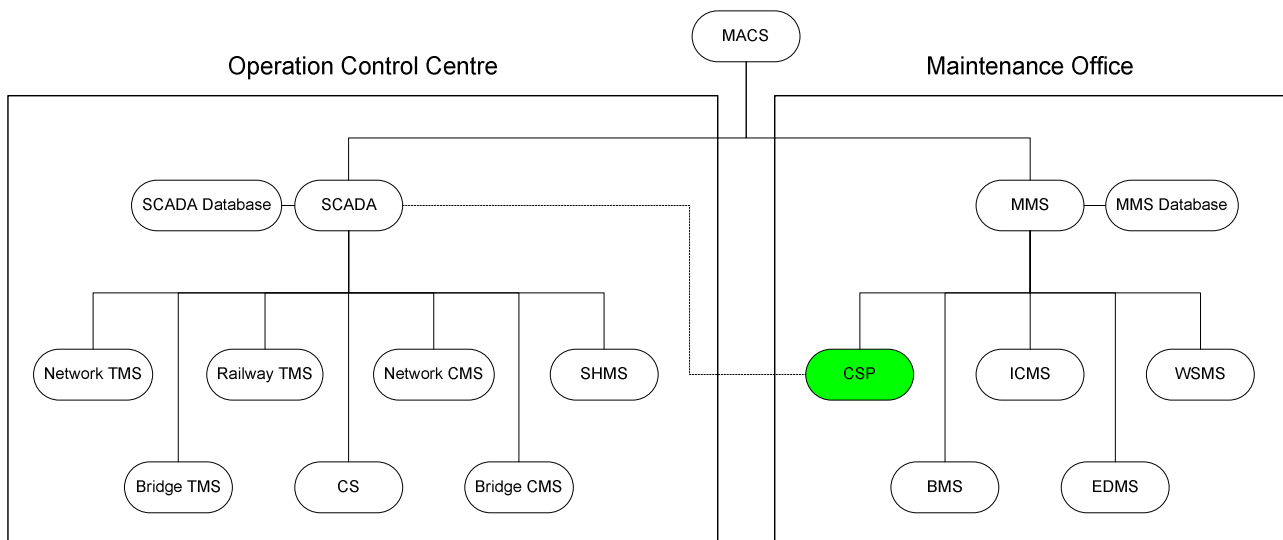 MACS
Operation Control Centre
Maintenance Office
SCADA Database
SCADA
MMS
MMS Database
Network TMS
Railway TMS
Network CMS
SHMS
CSP
ICMS
WSMS
Bridge TMS
CS
Bridge CMS
BMS
EDMS